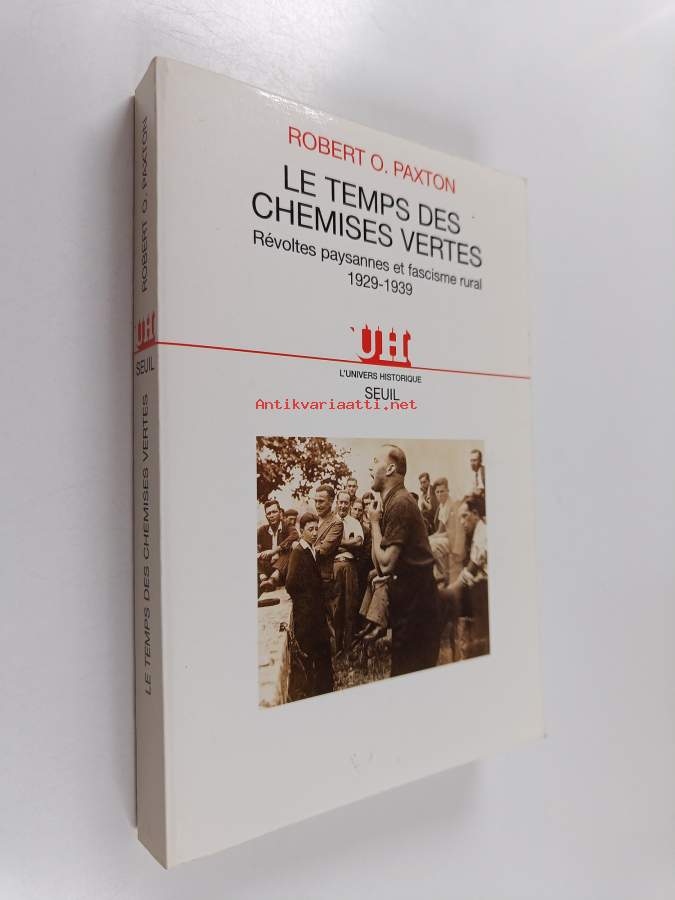 ROBERT O. PAXTON
LE TEMPS DES
CHEMISES VERTES
Révoltes paysannes et fascisme rural
1929-1939
UH
L'UNIVERS HISTORIQUE
SEUIL
Antikvariaatti.net
ROBERT O. PAXTON
UH
SEUIL
LE TEMPS DES CHEMISES VERTES